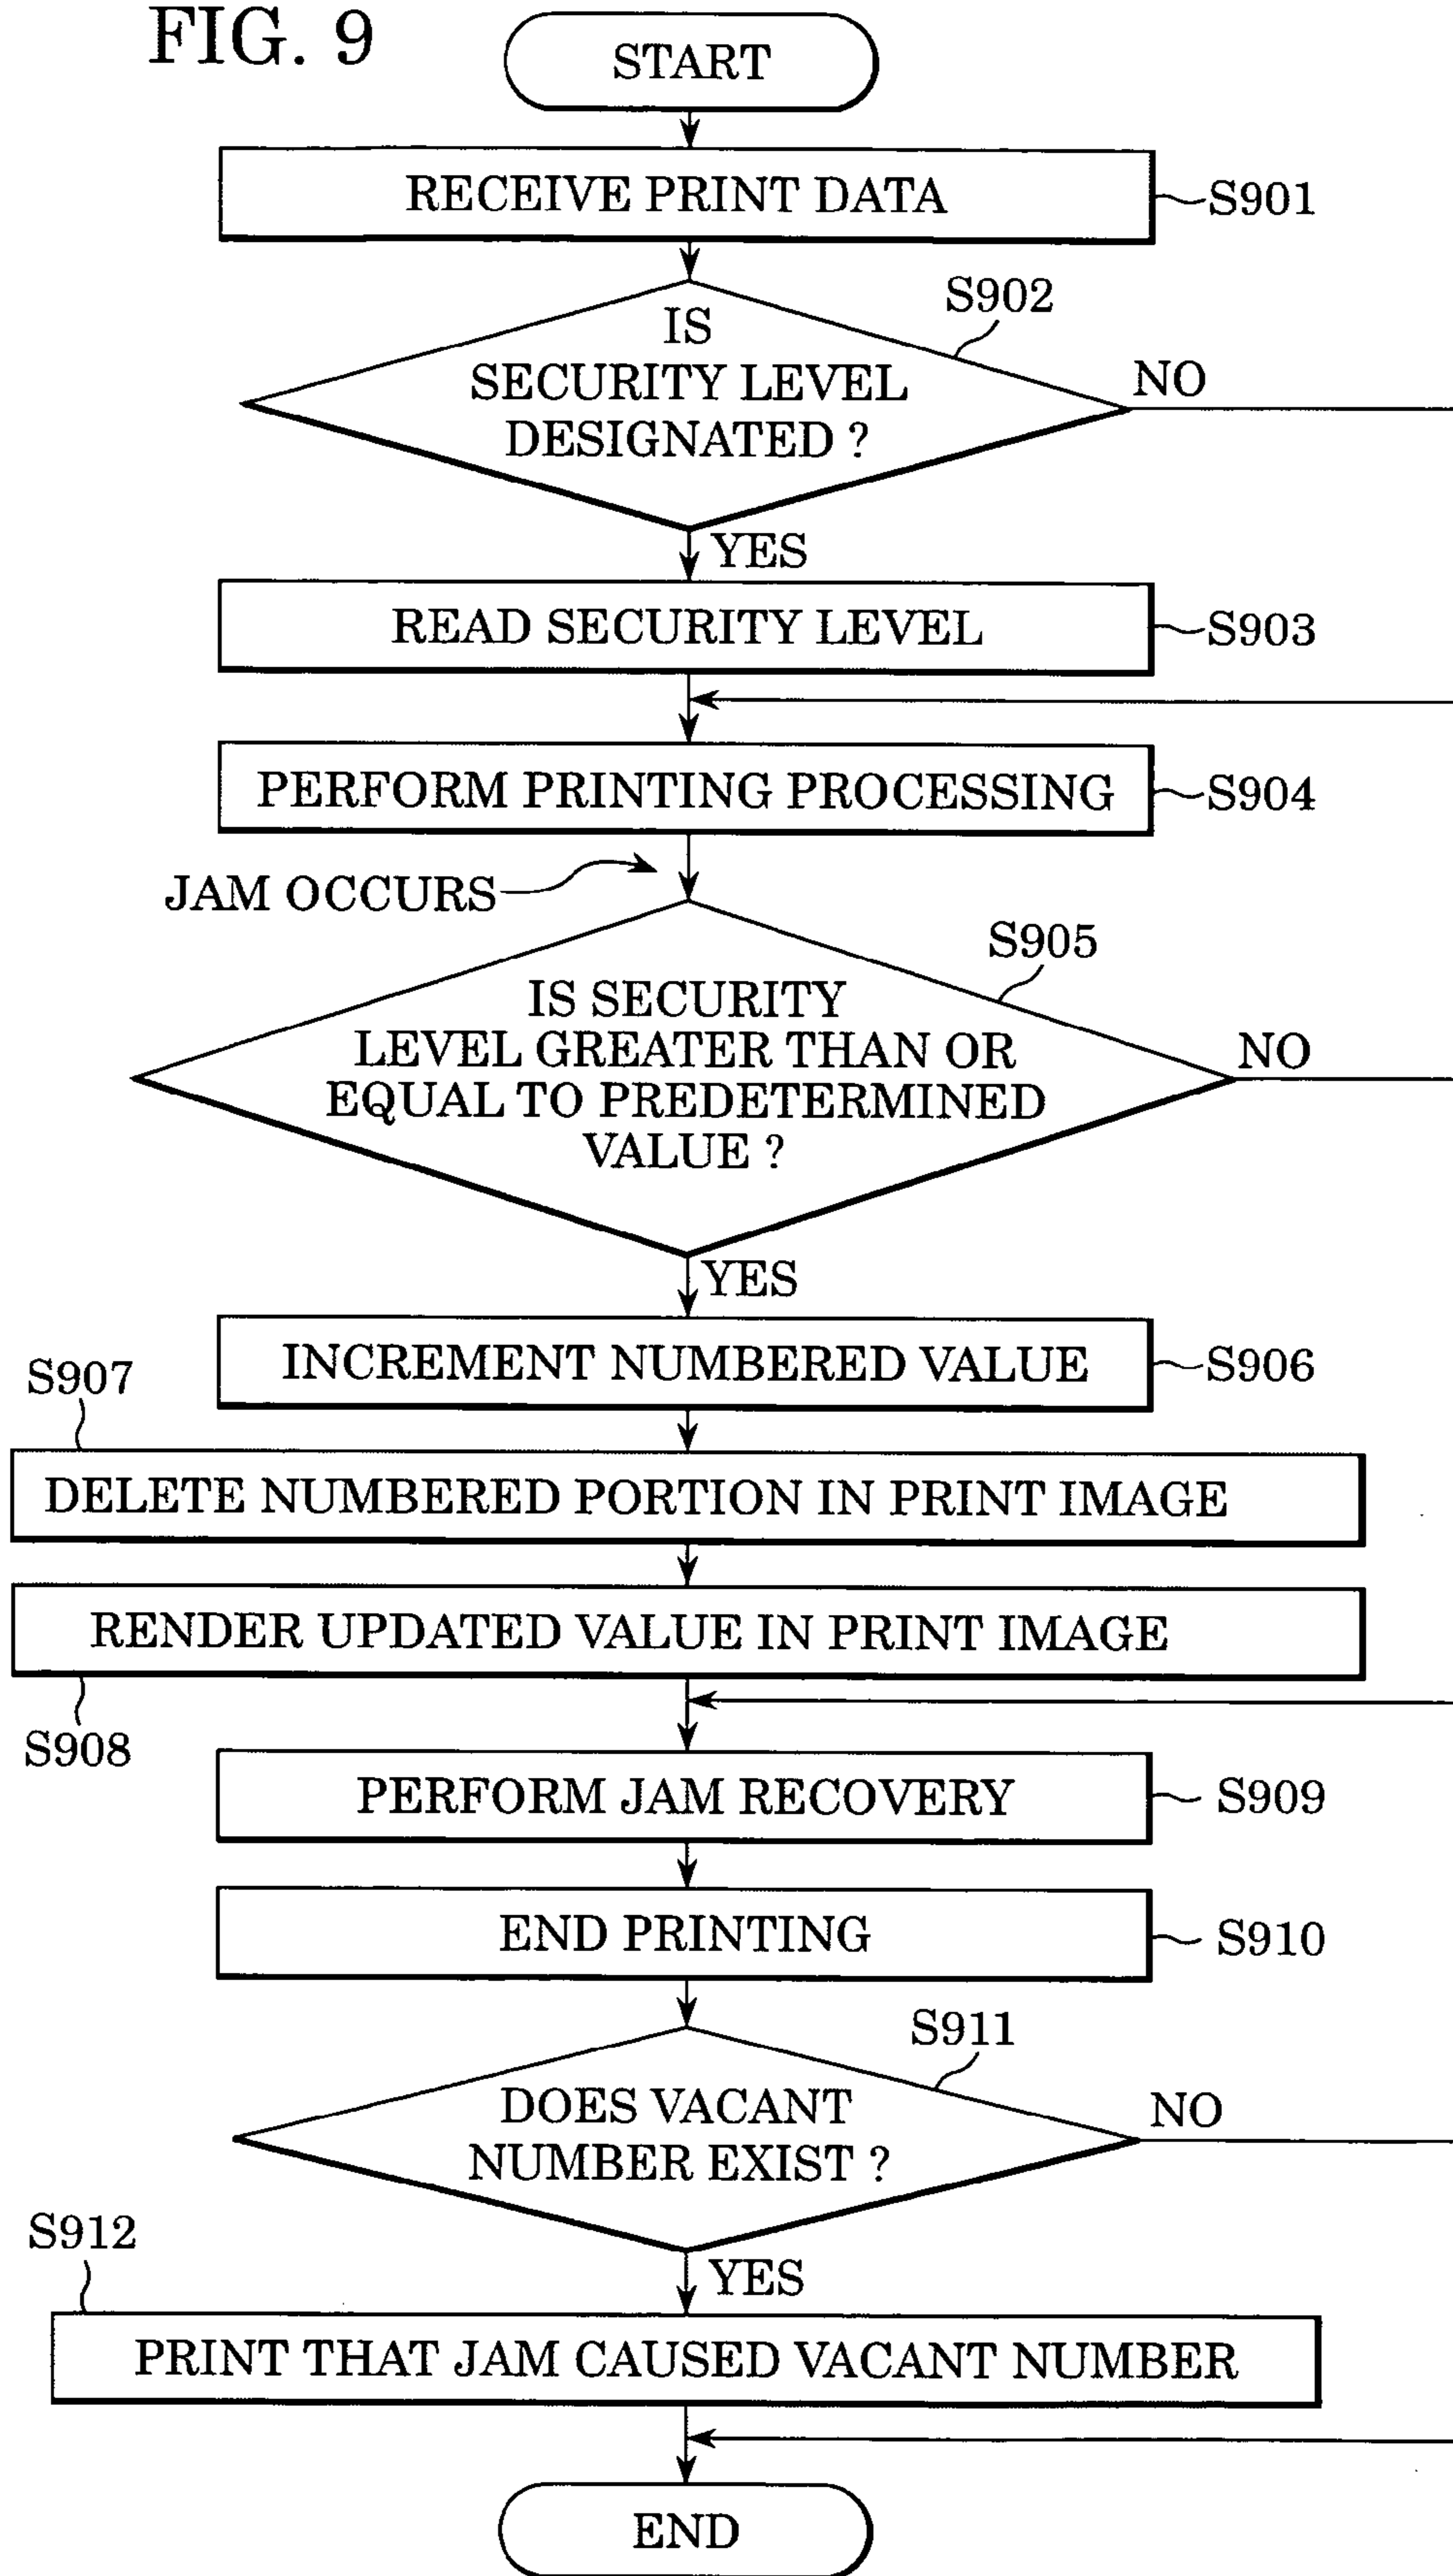 FIG. 9
START
RECEIVE PRINT DATA
S901
S902
IS
SECURITY LEVEL
DESIGNATED ?
NO
YES
READ SECURITY LEVEL
S903
PERFORM PRINTING PROCESSING
S904
JAM OCCURS
S905
IS SECURITY
LEVEL GREATER THAN OR
EQUAL TO PREDETERMINED
VALUE ?
NO
YES
INCREMENT NUMBERED VALUE
S906
S907
DELETE NUMBERED PORTION IN PRINT IMAGE
RENDER UPDATED VALUE IN PRINT IMAGE
S908
PERFORM JAM RECOVERY
S909
END PRINTING
S910
S911
DOES VACANT
NUMBER EXIST ?
NO
YES
S912
PRINT THAT JAM CAUSED VACANT NUMBER
END